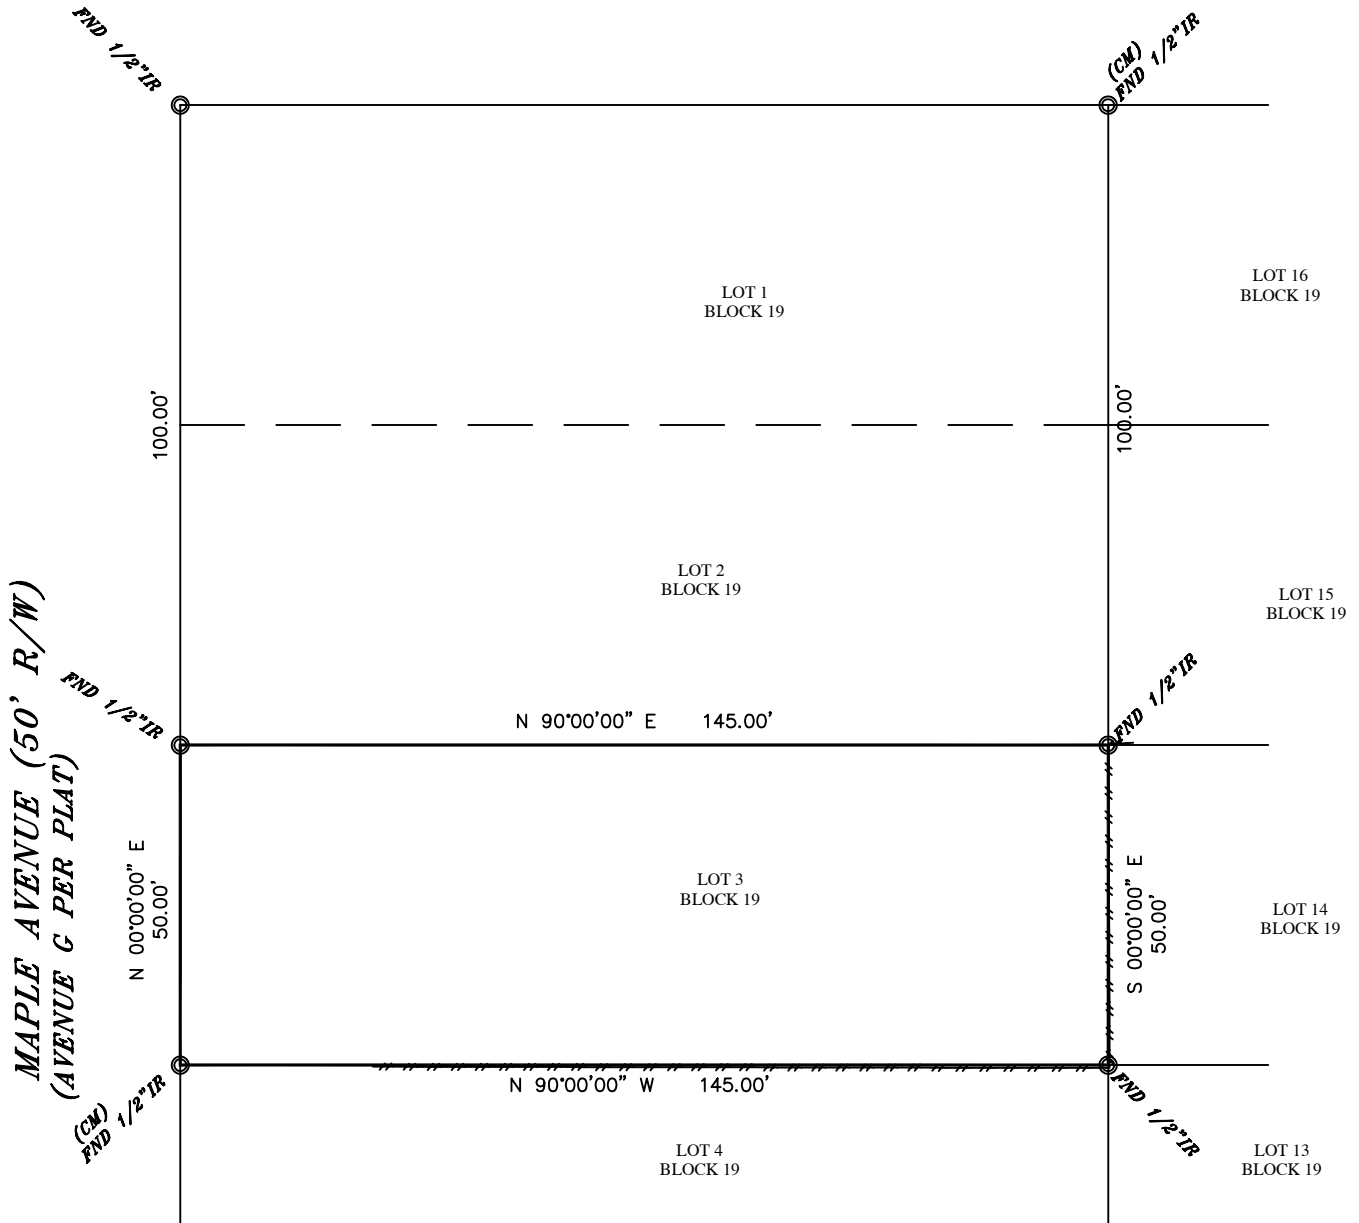 FND 1/2"IR
(CM)
FND 1/2"IR
LOT 1
BLOCK 19
LOT 16
BLOCK 19
100.00'
100.00'
LOT 2
BLOCK 19
LOT 15
BLOCK 19
MAPLE AVENUE (50' R/W)
(AVENUE G PER PLAT)
FND 1/2"IR
FND 1/2"IR
N 90°00'00" E 145.00'
N 00°00'00" E
50.00'
LOT 3
BLOCK 19
S 00°00'00" E
50.00'
LOT 14
BLOCK 19
N 90°00'00" W 145.00'
(CM)
FND 1/2"IR
FND 1/2"IR
LOT 4
BLOCK 19
LOT 13
BLOCK 19